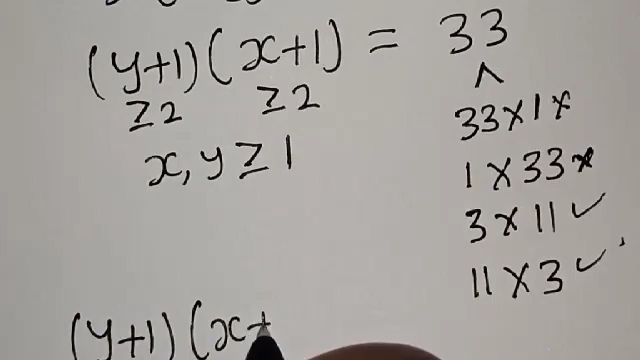 (y+1)(x+1) = 33
≥2 ≥2
x, y ≥ 1
33×1×
1×33×
3×11✓
11×3✓
(y+1)(x+